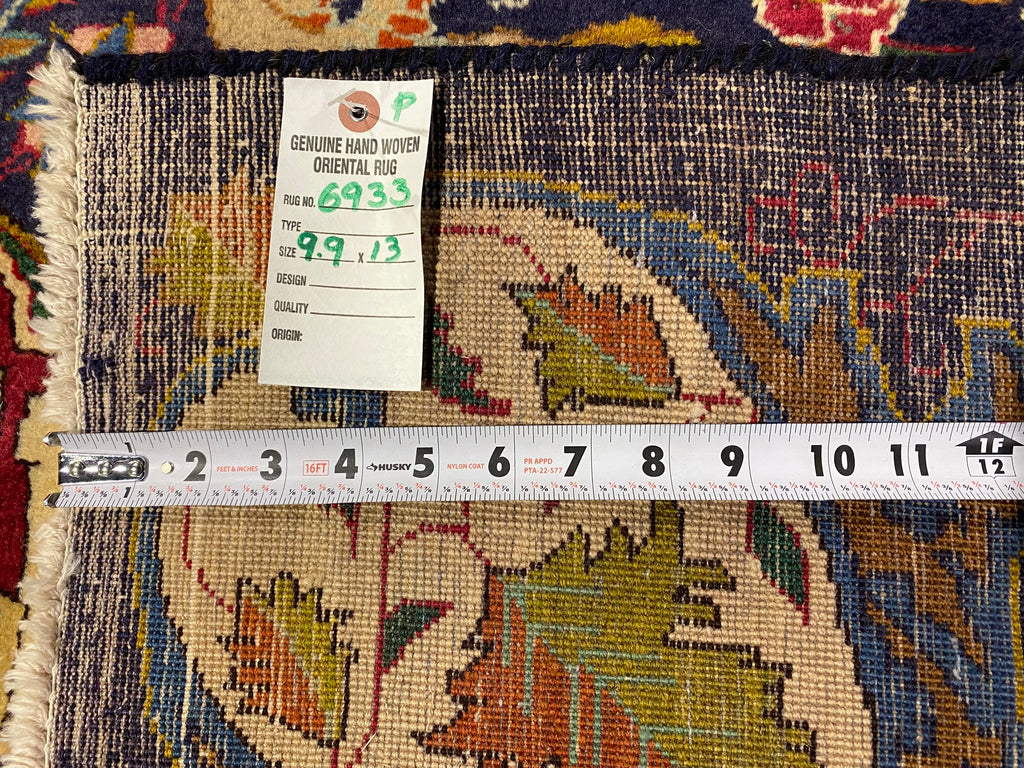 P
GENUINE HAND WOVEN
ORIENTAL RUG
RUG NO. 6933
TYPE
SIZE 9.9 X 13
DESIGN
QUALITY
ORIGIN:
1 2 FEET & INCHES 3 16FT 4 HUSKY 5 NYLON COAT 6 PR APPD PTA-22-577 7 8 9 10 11 1F 12
1